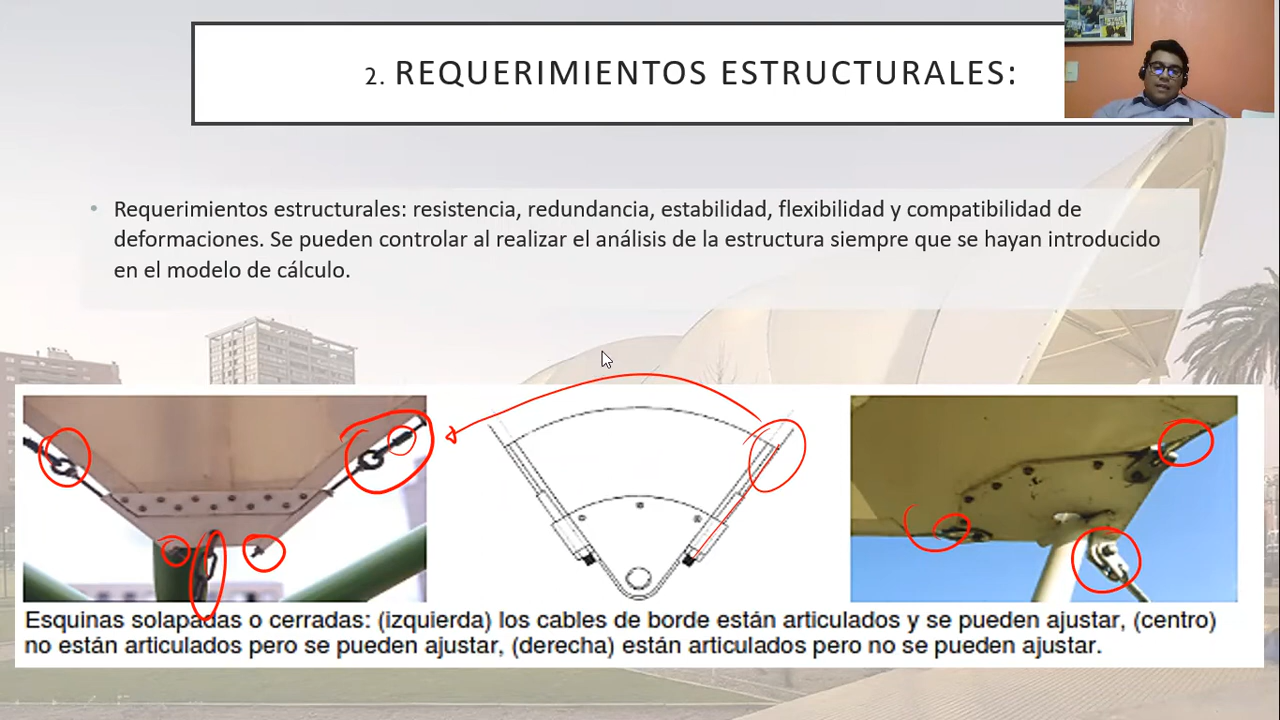 2. REQUERIMIENTOS ESTRUCTURALES:
• Requerimientos estructurales: resistencia, redundancia, estabilidad, flexibilidad y compatibilidad de
deformaciones. Se pueden controlar al realizar el análisis de la estructura siempre que se hayan introducido
en el modelo de cálculo.
Esquinas solapadas o cerradas: (izquierda) los cables de borde están articulados y se pueden ajustar, (centro)
no están articulados pero se pueden ajustar, (derecha) están articulados pero no se pueden ajustar.